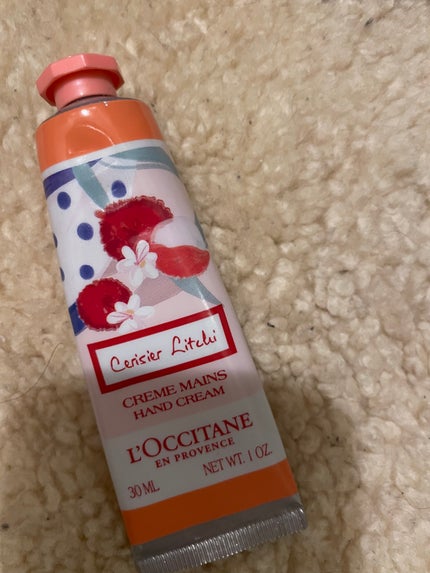 Cerisier Litchi
CREME MAINS
HAND CREAM
L'OCCITANE
EN PROVENCE
30 ML. NET WT. 1 OZ.